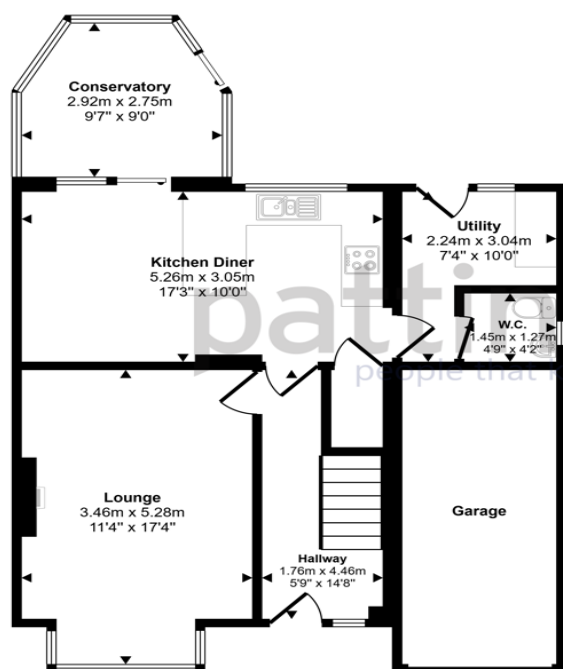 Conservatory
2.92m x 2.75m
9'7" x 9'0"
Kitchen Diner
5.26m x 3.05m
17'3" x 10'0"
Utility
2.24m x 3.04m
7'4" x 10'0"
W.C.
1.45m x 1.27m
4'9" x 4'2"
pattin
people that k
Lounge
3.46m x 5.28m
11'4" x 17'4"
Garage
Hallway
1.76m x 4.46m
5'9" x 14'8"